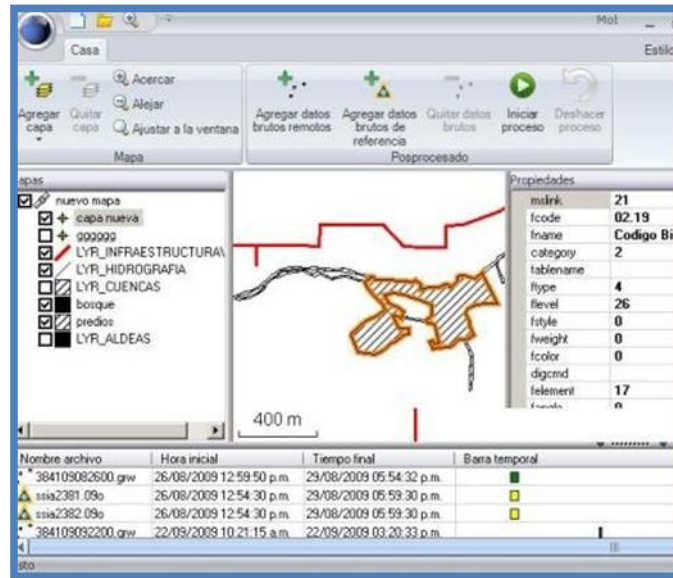 Mol
Casa
Estilo
Agregar capa
Quitar capa
Acercar
Alejar
Ajustar a la ventana
Mapa
Agregar datos brutos remotos
Agregar datos brutos de referencia
Quitar datos brutos
Iniciar proceso
Deshacer proceso
Posprocesado
apas
nuevo mapa
capa nueva
gggggg
LYR_INFRAESTRUCTURA\
LYR_HIDROGRAFIA
LYR_CUENCAS
bosque
predios
LYR_ALDEAS
400 m
Propiedades
mslink 21
fcode 02.19
fname Codigo Bi
category 2
tablename
ftype 4
flevel 26
fstyle 0
fweight 0
fcolor 0
digcmd
felement 17
fangle 0
Nombre archivo Hora inicial Tiempo final Barra temporal
384109082600.grw 26/08/2009 12:59:50 p.m. 29/08/2009 05:54:32 p.m.
ssia2381.09o 26/08/2009 12:54:30 p.m. 29/08/2009 05:59:30 p.m.
ssia2382.09o 26/08/2009 12:54:30 p.m. 29/08/2009 05:59:30 p.m.
384109092200.grw 22/09/2009 10:21:15 a.m. 22/09/2009 03:20:33 p.m.
sto